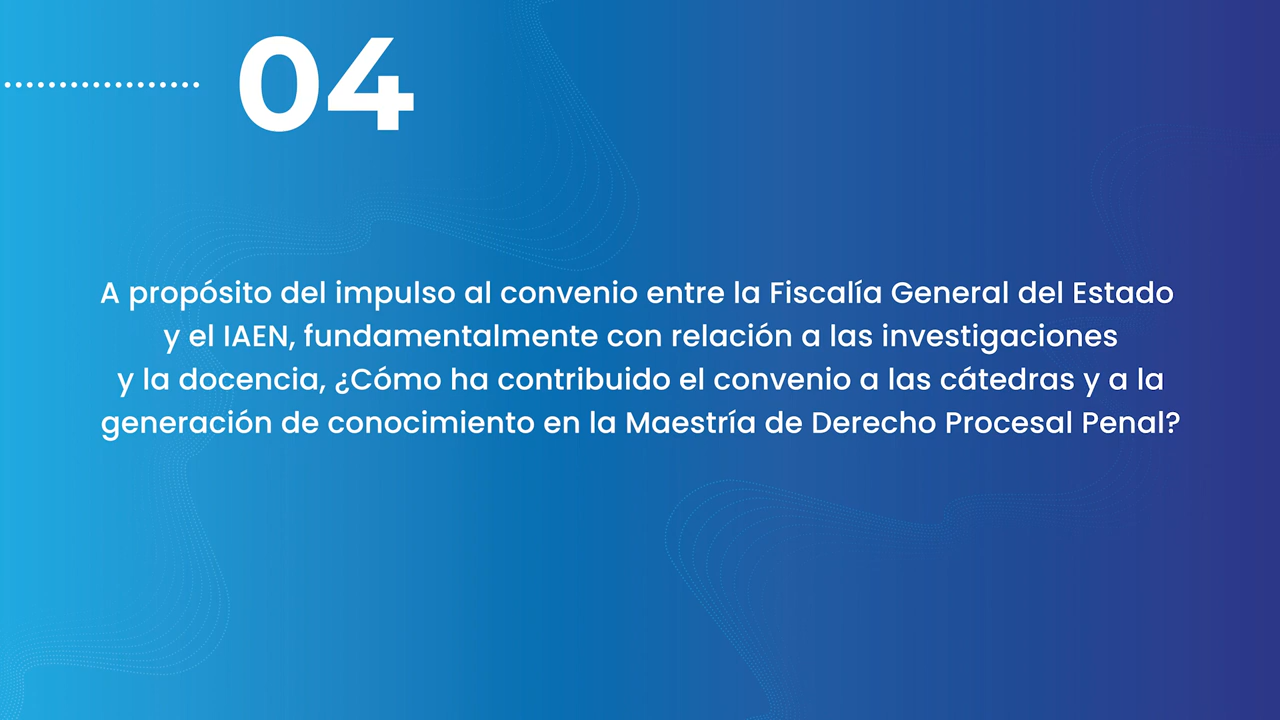 04
A propósito del impulso al convenio entre la Fiscalía General del Estado
y el IAEN, fundamentalmente con relación a las investigaciones
y la docencia, ¿Cómo ha contribuido el convenio a las cátedras y a la
generación de conocimiento en la Maestría de Derecho Procesal Penal?